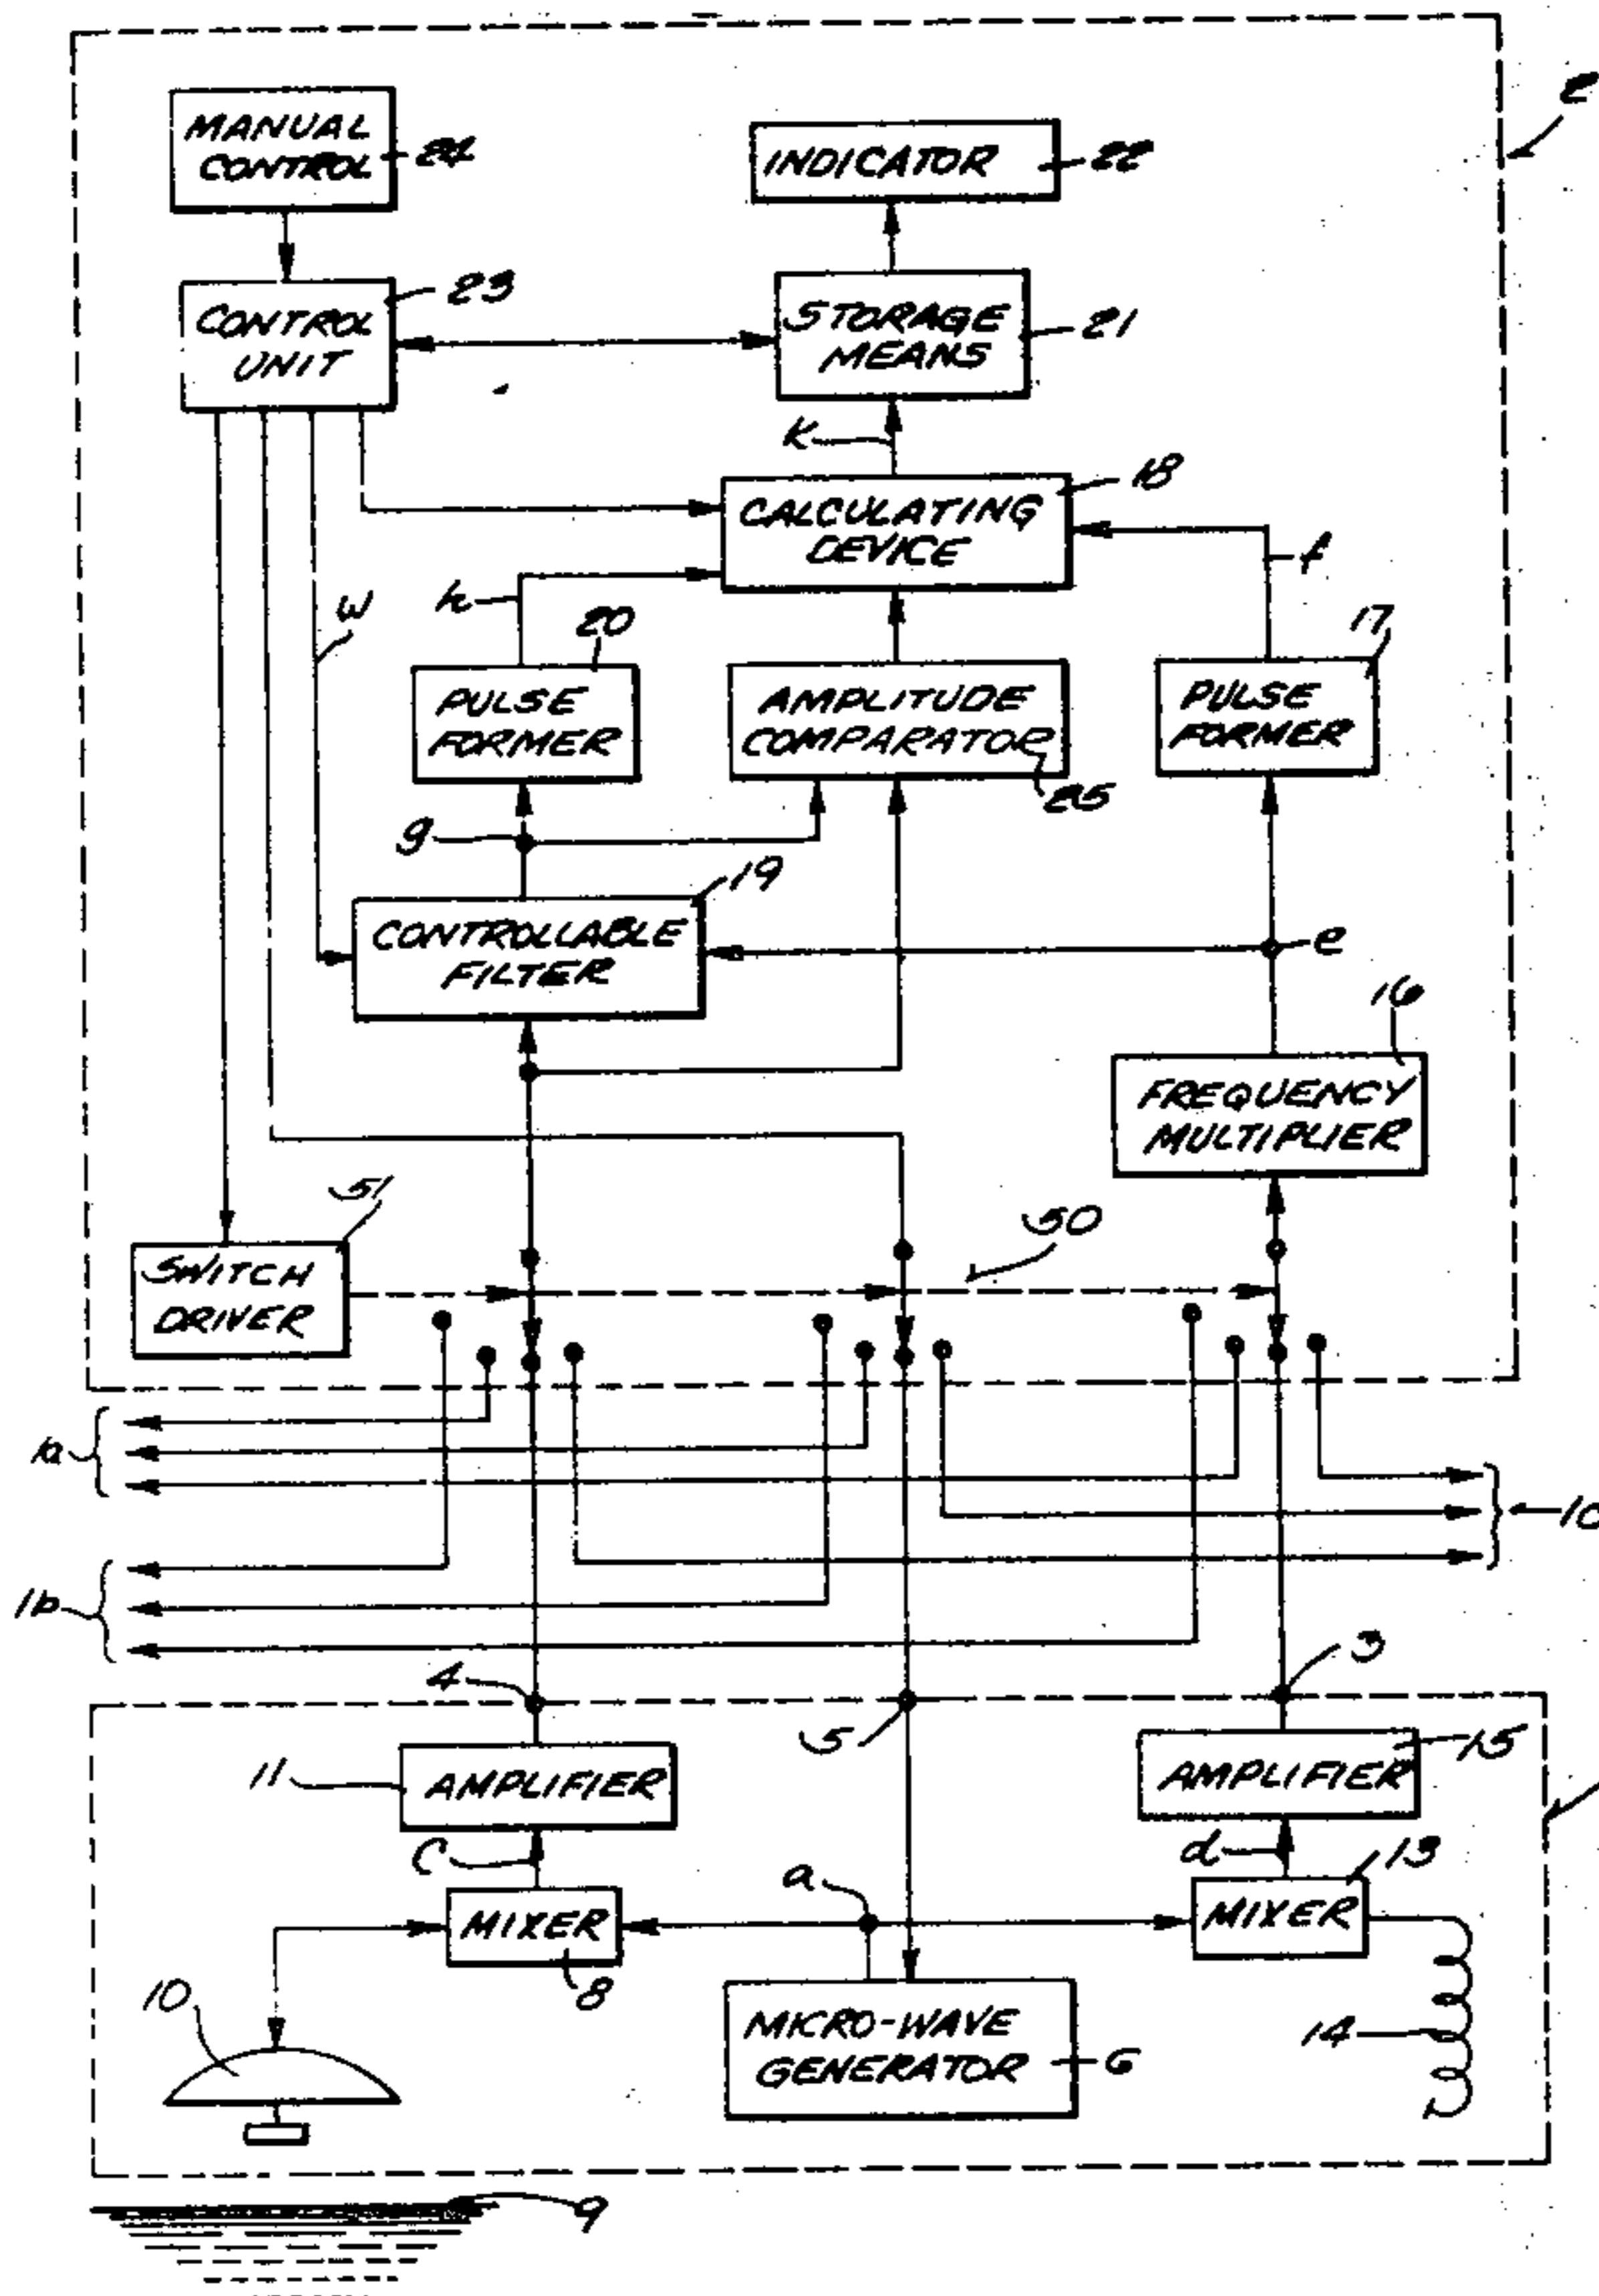 2
MANUAL
CONTROL
24
INDICATOR
22
CONTROL
UNIT
23
STORAGE
MEANS
21
K
CALCULATING
DEVICE
18
h
f
w
20
17
PULSE
FORMER
AMPLITUDE
COMPARATOR
25
PULSE
FORMER
g
19
CONTROLLABLE
FILTER
e
16
FREQUENCY
MULTIPLIER
51
50
SWITCH
DRIVER
1a
1b
4
5
3
11
AMPLIFIER
AMPLIFIER
15
C
a
d
13
MIXER
8
MIXER
10
MICRO-WAVE
GENERATOR
6
14
9